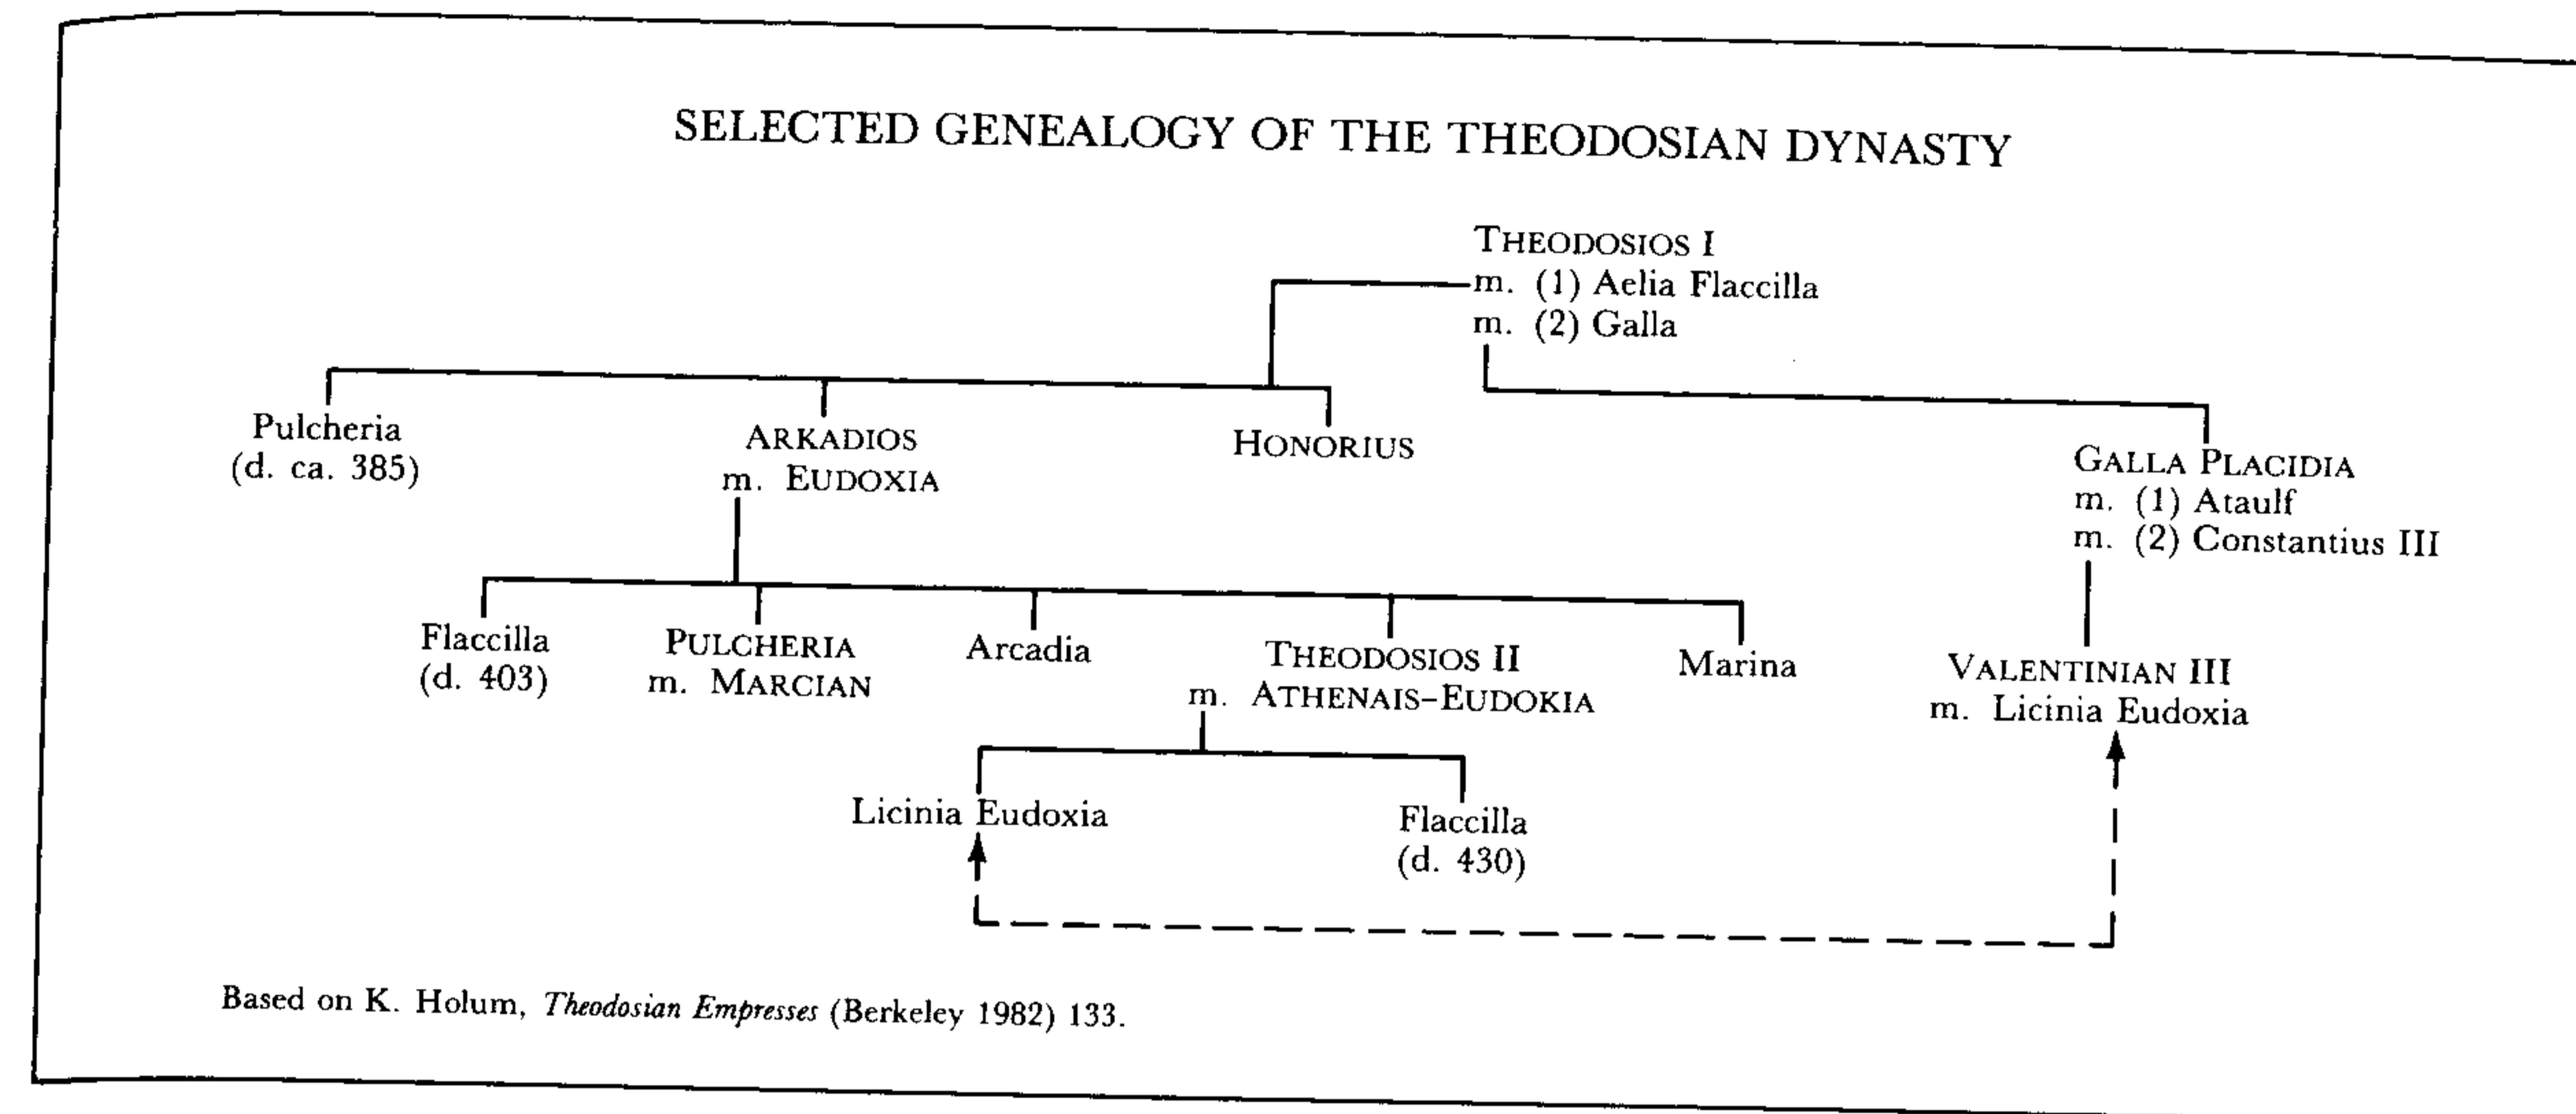 SELECTED GENEALOGY OF THE THEODOSIAN DYNASTY
THEODOSIOS I
m. (1) Aelia Flaccilla
m. (2) Galla
Pulcheria
(d. ca. 385)
ARKADIOS
m. EUDOXIA
HONORIUS
GALLA PLACIDIA
m. (1) Ataulf
m. (2) Constantius III
Flaccilla
(d. 403)
PULCHERIA
m. MARCIAN
Arcadia
THEODOSIOS II
m. ATHENAIS-EUDOKIA
Marina
VALENTINIAN III
m. Licinia Eudoxia
Licinia Eudoxia
Flaccilla
(d. 430)
Based on K. Holum, Theodosian Empresses (Berkeley 1982) 133.